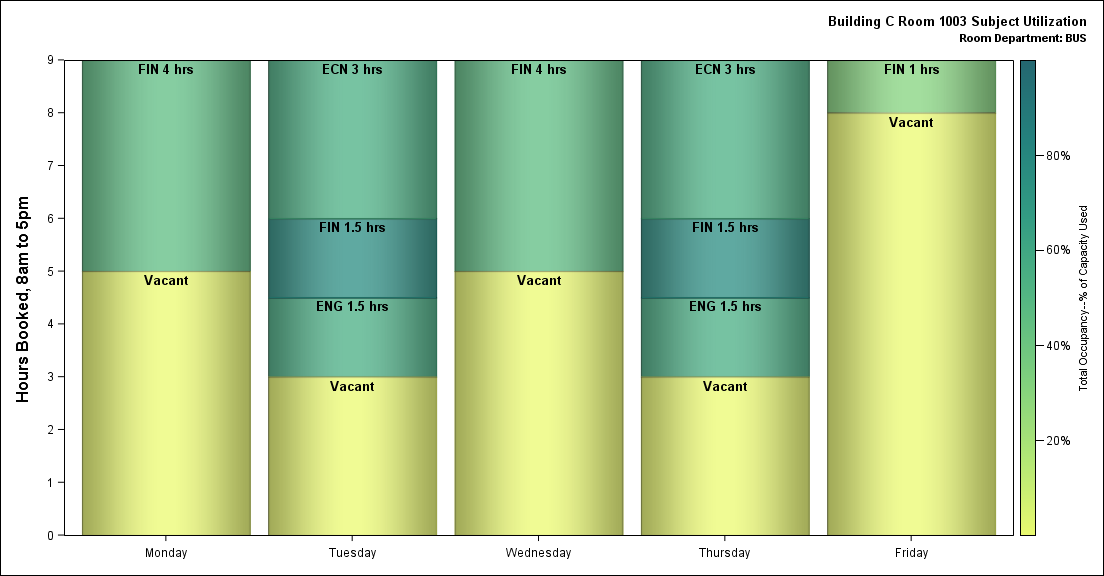 Building C Room 1003 Subject Utilization
Room Department: BUS
Hours Booked, 8am to 5pm
9
8
7
6
5
4
3
2
1
0
FIN 4 hrs
Vacant
ECN 3 hrs
FIN 1.5 hrs
ENG 1.5 hrs
Vacant
FIN 4 hrs
Vacant
ECN 3 hrs
FIN 1.5 hrs
ENG 1.5 hrs
Vacant
FIN 1 hrs
Vacant
Monday
Tuesday
Wednesday
Thursday
Friday
80%
60%
40%
20%
Total Occupancy--% of Capacity Used